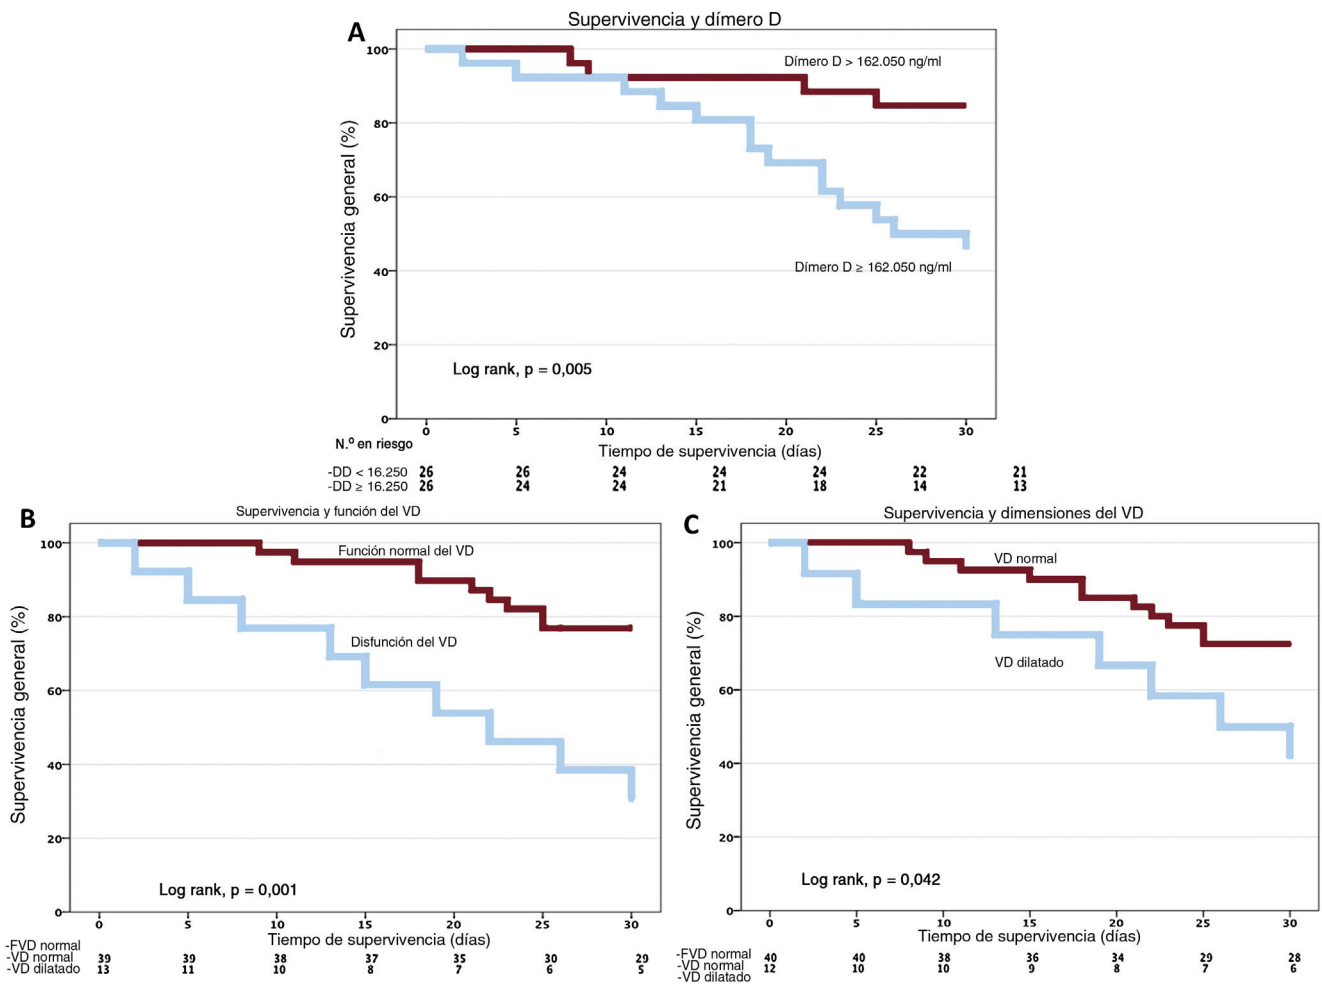 A
Supervivencia y dímero D
Supervivencia general (%)
100
80
60
40
20
0
Dímero D > 162.050 ng/ml
Dímero D ≥ 162.050 ng/ml
Log rank, p = 0,005
0 5 10 15 20 25 30
Tiempo de supervivencia (días)
N.º en riesgo
-DD < 16.250 26 26 24 24 24 22 21
-DD ≥ 16.250 26 24 24 21 18 14 13
B
Supervivencia y función del VD
Supervivencia general (%)
100
80
60
40
20
0
Función normal del VD
Disfunción del VD
Log rank, p = 0,001
0 5 10 15 20 25 30
Tiempo de supervivencia (días)
-FVD normal
-VD normal 39 39 38 37 35 30 29
-VD dilatado 13 11 10 8 7 6 5
C
Supervivencia y dimensiones del VD
Supervivencia general (%)
100
80
60
40
20
0
VD normal
VD dilatado
Log rank, p = 0,042
0 5 10 15 20 25 30
Tiempo de supervivencia (días)
-FVD normal 40 40 38 36 34 29 28
-VD normal 12 10 10 9 8 7 6
-VD dilatado